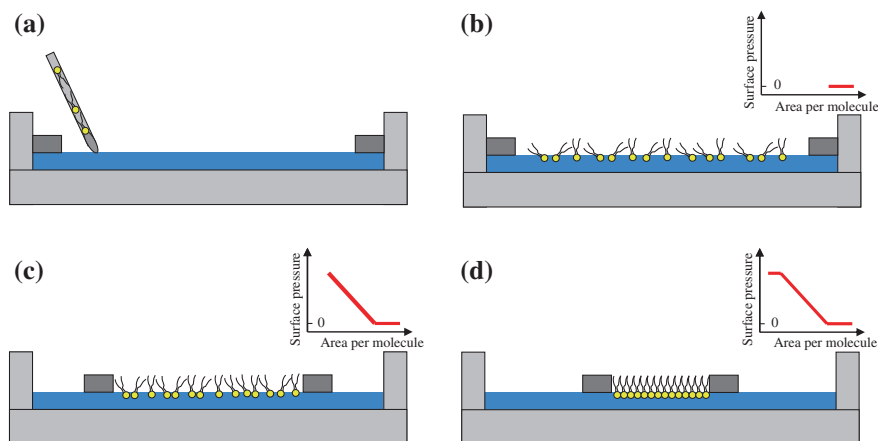 (a)
(b)
Surface pressure
0
Area per molecule
(c)
Surface pressure
0
Area per molecule
(d)
Surface pressure
0
Area per molecule